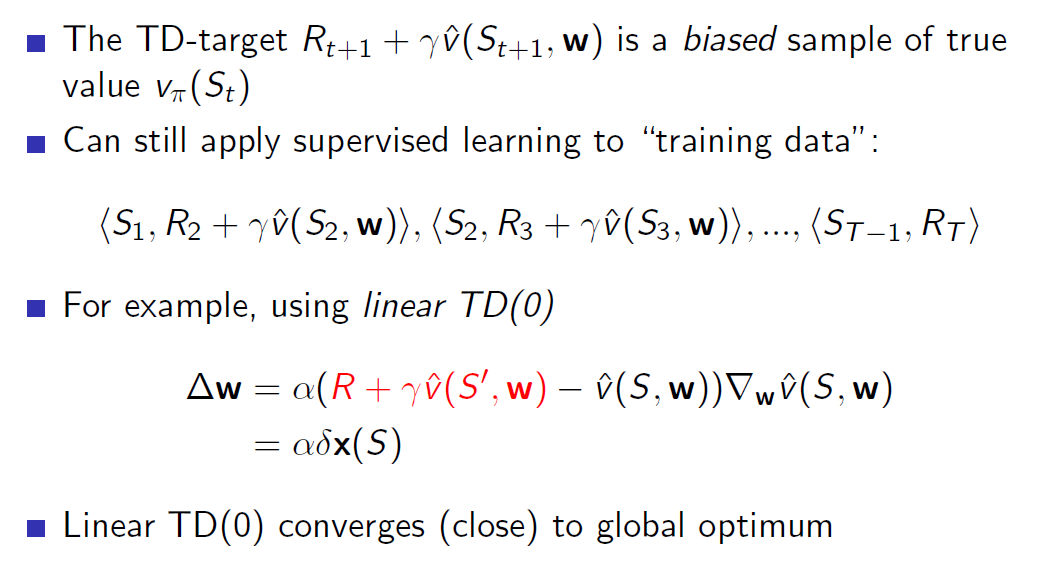 The TD-target R_{t+1} + γv̂(S_{t+1}, w) is a biased sample of true
value v_π(S_t)
Can still apply supervised learning to “training data”:
⟨S_1, R_2 + γv̂(S_2, w)⟩, ⟨S_2, R_3 + γv̂(S_3, w)⟩, ..., ⟨S_{T−1}, R_T⟩
For example, using linear TD(0)
Δw = α(R + γv̂(S′, w) − v̂(S, w))∇_w v̂(S, w)
= αδx(S)
Linear TD(0) converges (close) to global optimum